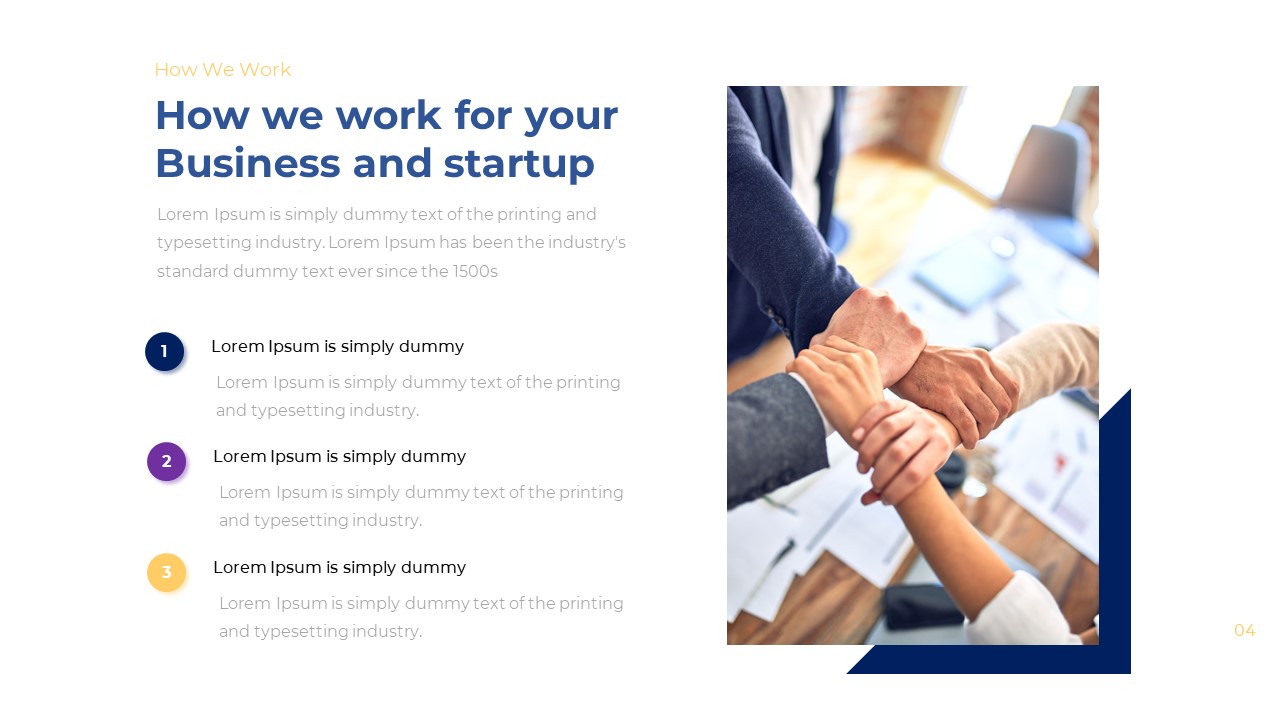 How We Work
How we work for your
Business and startup
Lorem Ipsum is simply dummy text of the printing and
typesetting industry. Lorem Ipsum has been the industry's
standard dummy text ever since the 1500s
1
Lorem Ipsum is simply dummy
Lorem Ipsum is simply dummy text of the printing
and typesetting industry.
2
Lorem Ipsum is simply dummy
Lorem Ipsum is simply dummy text of the printing
and typesetting industry.
3
Lorem Ipsum is simply dummy
Lorem Ipsum is simply dummy text of the printing
and typesetting industry.
04